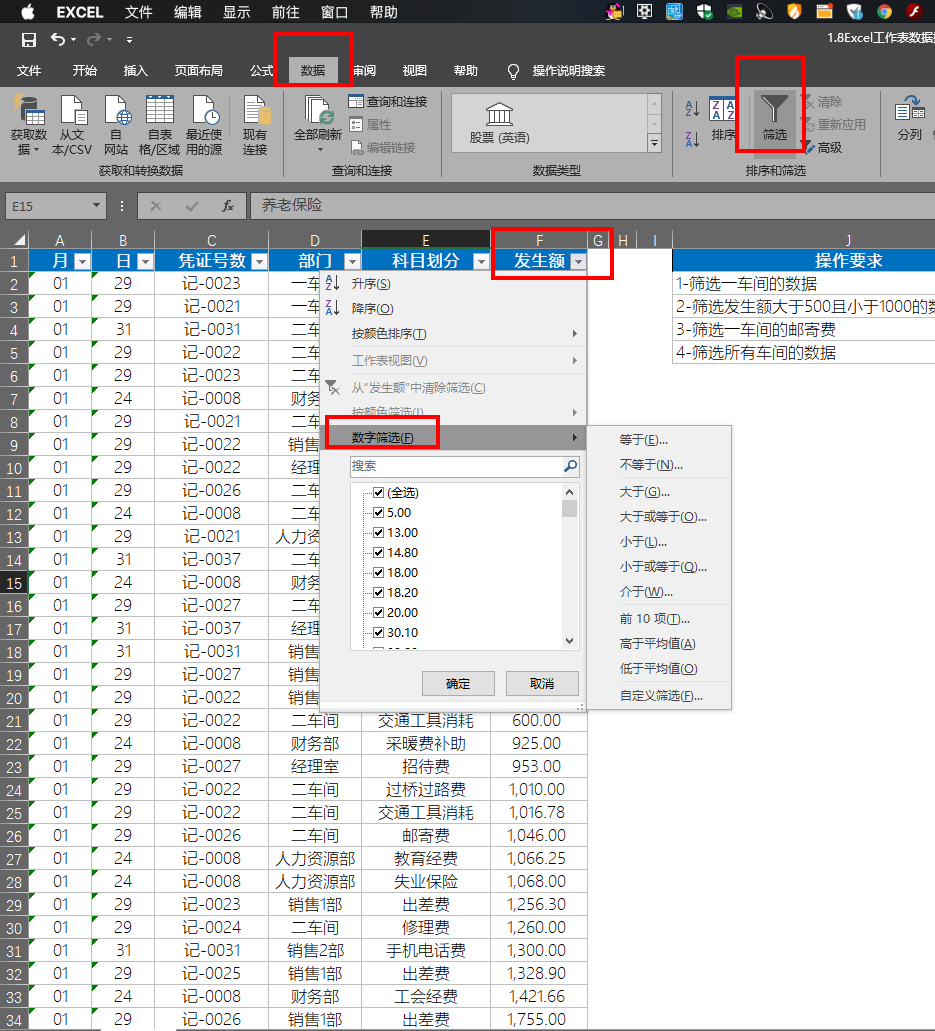 EXCEL 文件 编辑 显示 前往 窗口 帮助
1.8Excel工作表数据
文件 开始 插入 页面布局 公式 数据 审阅 视图 帮助 操作说明搜索
获取数据 从文本/CSV 自网站 自表格/区域 最近使用的源 现有连接
获取和转换数据
全部刷新 查询和连接 属性 编辑链接
查询和连接
股票 (英语)
数据类型
排序 筛选 清除 重新应用 高级
排序和筛选
分列
E15 fx 养老保险
A B C D E F G H I J
1 月 日 凭证号数 部门 科目划分 发生额 操作要求
2 01 29 记-0023 一车 1-筛选一车间的数据
3 01 29 记-0021 一车 2-筛选发生额大于500且小于1000的
4 01 31 记-0031 二车 3-筛选一车间的邮寄费
5 01 29 记-0022 二车 4-筛选所有车间的数据
6 01 29 记-0023 二车
7 01 24 记-0008 财务
8 01 29 记-0021 二车
9 01 29 记-0022 销售
10 01 29 记-0022 经理
11 01 29 记-0026 二车
12 01 24 记-0008 二车
13 01 29 记-0021 人力资
14 01 31 记-0037 二车
15 01 24 记-0008 财务
16 01 29 记-0027 二车
17 01 31 记-0037 经理
18 01 31 记-0031 销售
19 01 29 记-0027 销售
20 01 29 记-0022 销售
21 01 29 记-0022 二车间 交通工具消耗 600.00
22 01 24 记-0008 财务部 采暖费补助 925.00
23 01 29 记-0027 经理室 招待费 953.00
24 01 29 记-0022 二车间 过桥过路费 1,010.00
25 01 29 记-0022 二车间 交通工具消耗 1,016.78
26 01 29 记-0026 二车间 邮寄费 1,046.00
27 01 24 记-0008 人力资源部 教育经费 1,066.25
28 01 24 记-0008 人力资源部 失业保险 1,068.00
29 01 29 记-0023 销售1部 出差费 1,256.30
30 01 29 记-0024 二车间 修理费 1,260.00
31 01 31 记-0031 销售2部 手机电话费 1,300.00
32 01 29 记-0025 销售1部 出差费 1,328.90
33 01 24 记-0008 财务部 工会经费 1,421.66
34 01 29 记-0026 销售1部 出差费 1,755.00
升序(S)
降序(O)
按颜色排序(T)
工作表视图(V)
从"发生额"中清除筛选(C)
按颜色筛选(I)
数字筛选(F)
搜索
(全选)
5.00
13.00
14.80
18.00
18.20
20.00
30.10
确定 取消
等于(E)...
不等于(N)...
大于(G)...
大于或等于(O)...
小于(L)...
小于或等于(Q)...
介于(W)...
前 10 项(T)...
高于平均值(A)
低于平均值(O)
自定义筛选(F)...